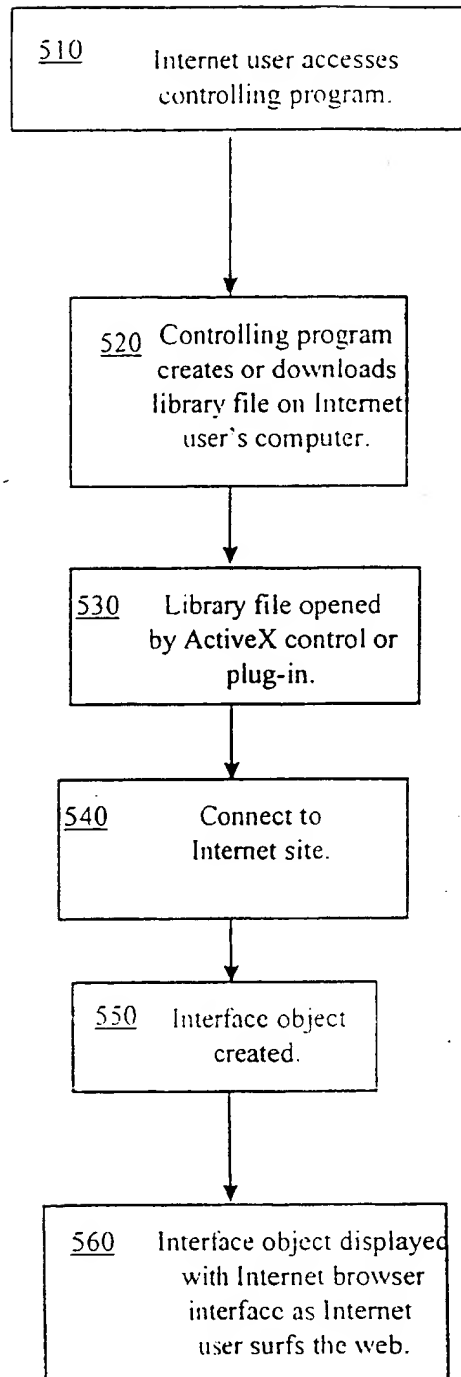 510 Internet user accesses
controlling program.
520 Controlling program
creates or downloads
library file on Internet
user's computer.
530 Library file opened
by ActiveX control or
plug-in.
540 Connect to
Internet site.
550 Interface object
created.
560 Interface object displayed
with Internet browser
interface as Internet
user surfs the web.